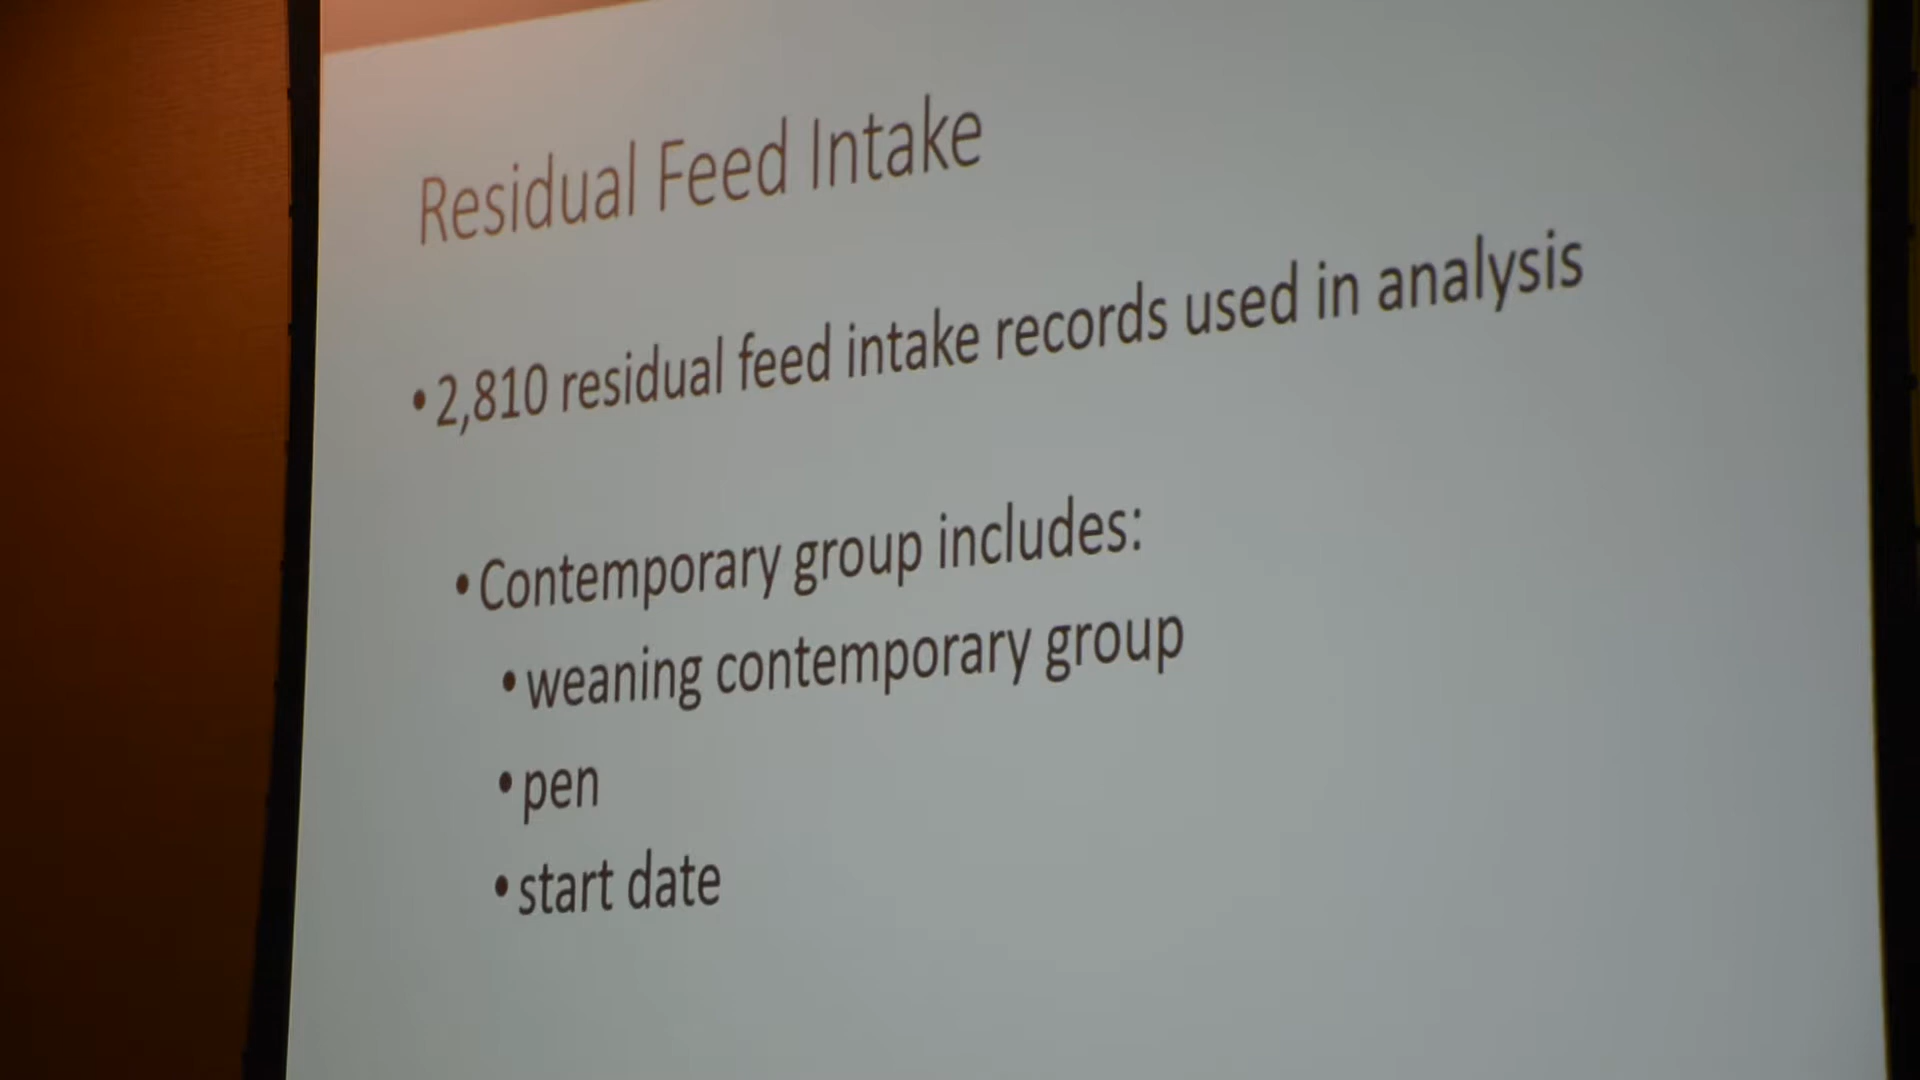 Residual Feed Intake
•2,810 residual feed intake records used in analysis
•Contemporary group includes:
•weaning contemporary group
•pen
•start date